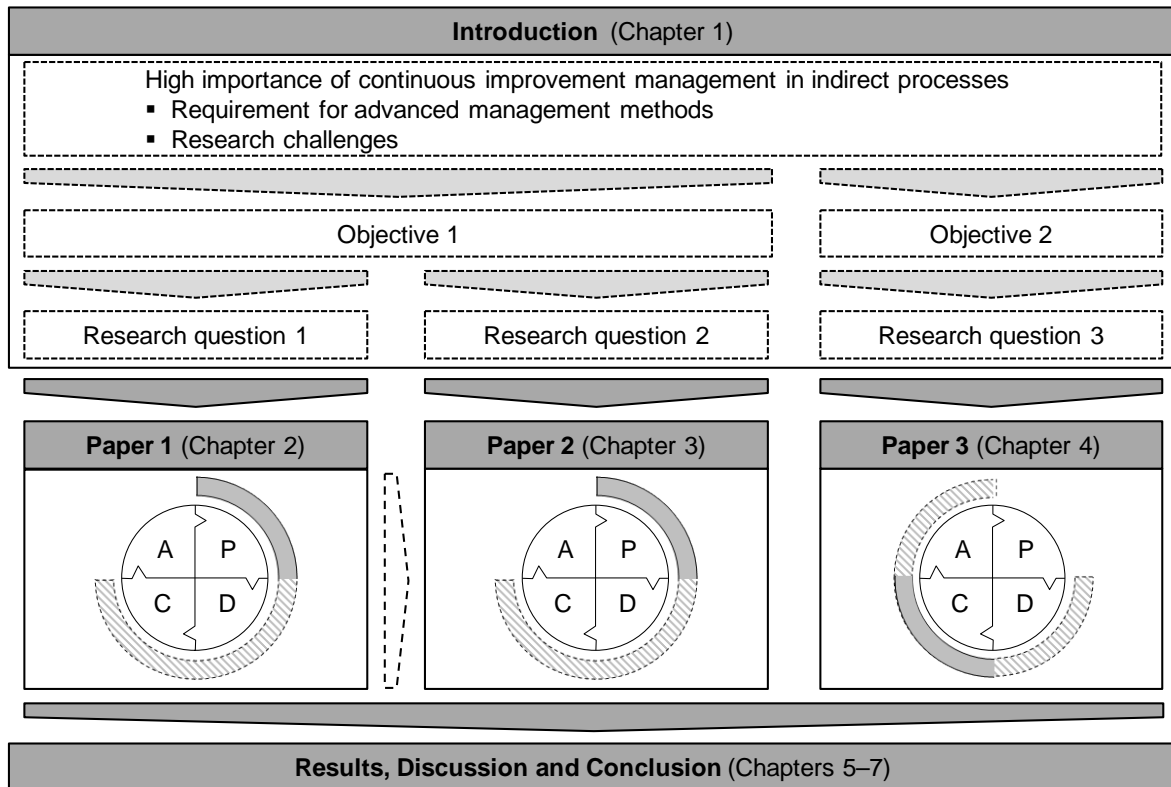 Introduction (Chapter 1)
High importance of continuous improvement management in indirect processes
▪ Requirement for advanced management methods
▪ Research challenges
Objective 1
Objective 2
Research question 1
Research question 2
Research question 3
Paper 1 (Chapter 2)
A P
C D
Paper 2 (Chapter 3)
A P
C D
Paper 3 (Chapter 4)
A P
C D
Results, Discussion and Conclusion (Chapters 5–7)